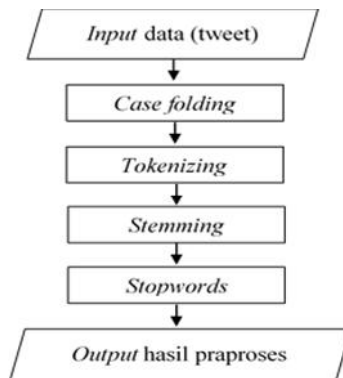 Input data (tweet)
Case folding
Tokenizing
Stemming
Stopwords
Output hasil praproses